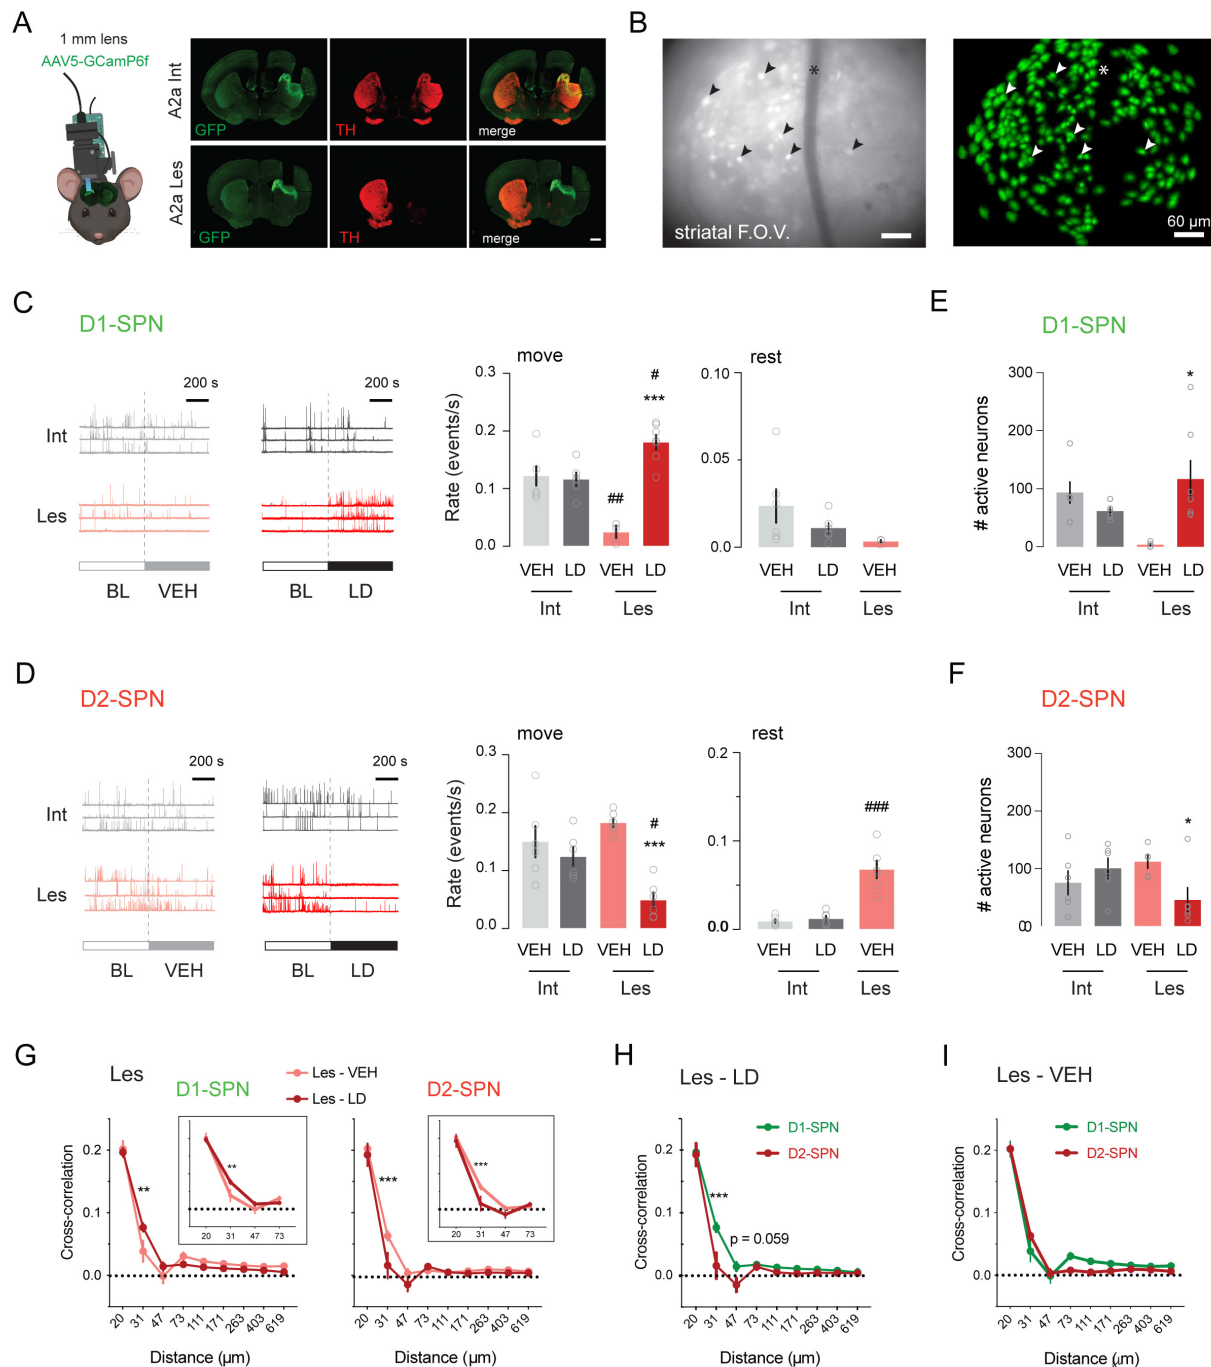 A
1 mm lens
AAV5-GCamP6f
A2a Int
GFP
TH
merge
A2a Les
GFP
TH
merge
B
*
striatal F.O.V.
*
60 µm
C
D1-SPN
200 s
200 s
Int
Les
BL
VEH
BL
LD
move
Rate (events/s)
0.3
0.2
0.1
0.0
##
#
***
VEH
LD
VEH
LD
Int
Les
rest
0.10
0.05
0.0
VEH
LD
VEH
Int
Les
E
D1-SPN
# active neurons
300
200
100
0
*
VEH
LD
VEH
LD
Int
Les
D
D2-SPN
200 s
200 s
Int
Les
BL
VEH
BL
LD
move
Rate (events/s)
0.3
0.2
0.1
0.0
#
***
VEH
LD
VEH
LD
Int
Les
rest
0.2
0.1
0.0
###
VEH
LD
VEH
Int
Les
F
D2-SPN
# active neurons
300
200
100
0
*
VEH
LD
VEH
LD
Int
Les
G
Les
D1-SPN
Les - VEH
Les - LD
D2-SPN
Cross-correlation
0.2
0.1
0.0
**
**
20 31 47 73
20 31 47 73 111 171 263 403 619
Distance (µm)
0.2
0.1
0.0
***
***
20 31 47 73
20 31 47 73 111 171 263 403 619
Distance (µm)
H
Les - LD
D1-SPN
D2-SPN
Cross-correlation
0.2
0.1
0.0
***
p = 0.059
20 31 47 73 111 171 263 403 619
Distance (µm)
I
Les - VEH
D1-SPN
D2-SPN
Cross-correlation
0.2
0.1
0.0
20 31 47 73 111 171 263 403 619
Distance (µm)